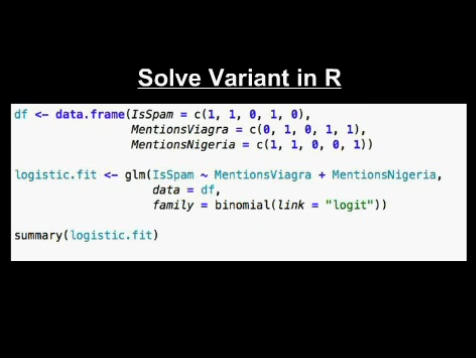 Solve Variant in R
df <- data.frame(IsSpam = c(1, 1, 0, 1, 0),
MentionsViagra = c(0, 1, 0, 1, 1),
MentionsNigeria = c(1, 1, 0, 0, 1))
logistic.fit <- glm(IsSpam ~ MentionsViagra + MentionsNigeria,
data = df,
family = binomial(link = "logit"))
summary(logistic.fit)